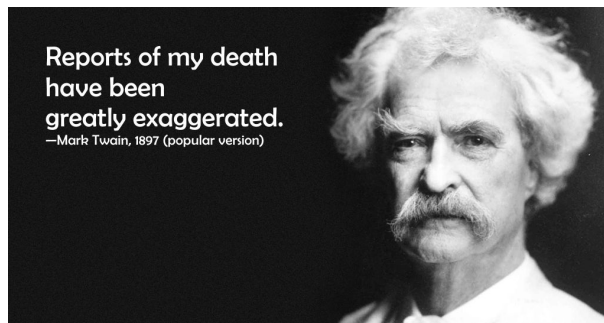 Reports of my death
have been
greatly exaggerated.
—Mark Twain, 1897 (popular version)